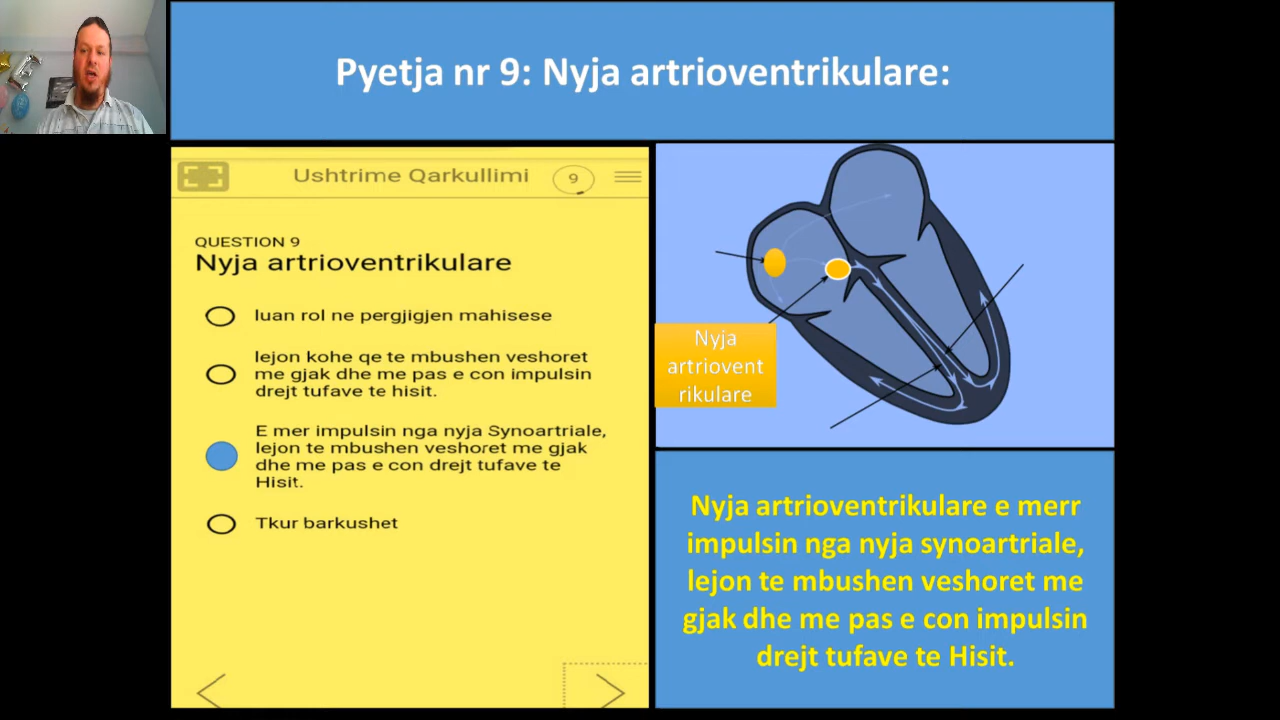 Pyetja nr 9: Nyja artrioventrikulare:
Ushtrime Qarkullimi
9
QUESTION 9
Nyja artrioventrikulare
luan rol ne pergjigjen mahisese
lejon kohe qe te mbushen veshoret
me gjak dhe me pas e con impulsin
drejt tufave te hisit.
E mer impulsin nga nyja Synoartriale,
lejon te mbushen veshoret me gjak
dhe me pas e con drejt tufave te
Hisit.
Tkur barkushet
Nyja
artriovent
rikulare
Nyja artrioventrikulare e merr
impulsin nga nyja synoartriale,
lejon te mbushen veshoret me
gjak dhe me pas e con impulsin
drejt tufave te Hisit.